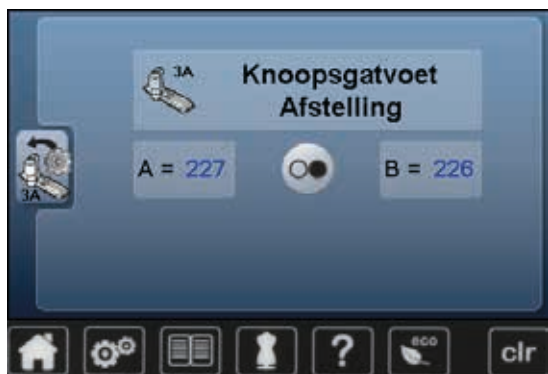 3A
Knoopsgatvoet
Afstelling
A = 227
B = 226
3A
?
eco
clr